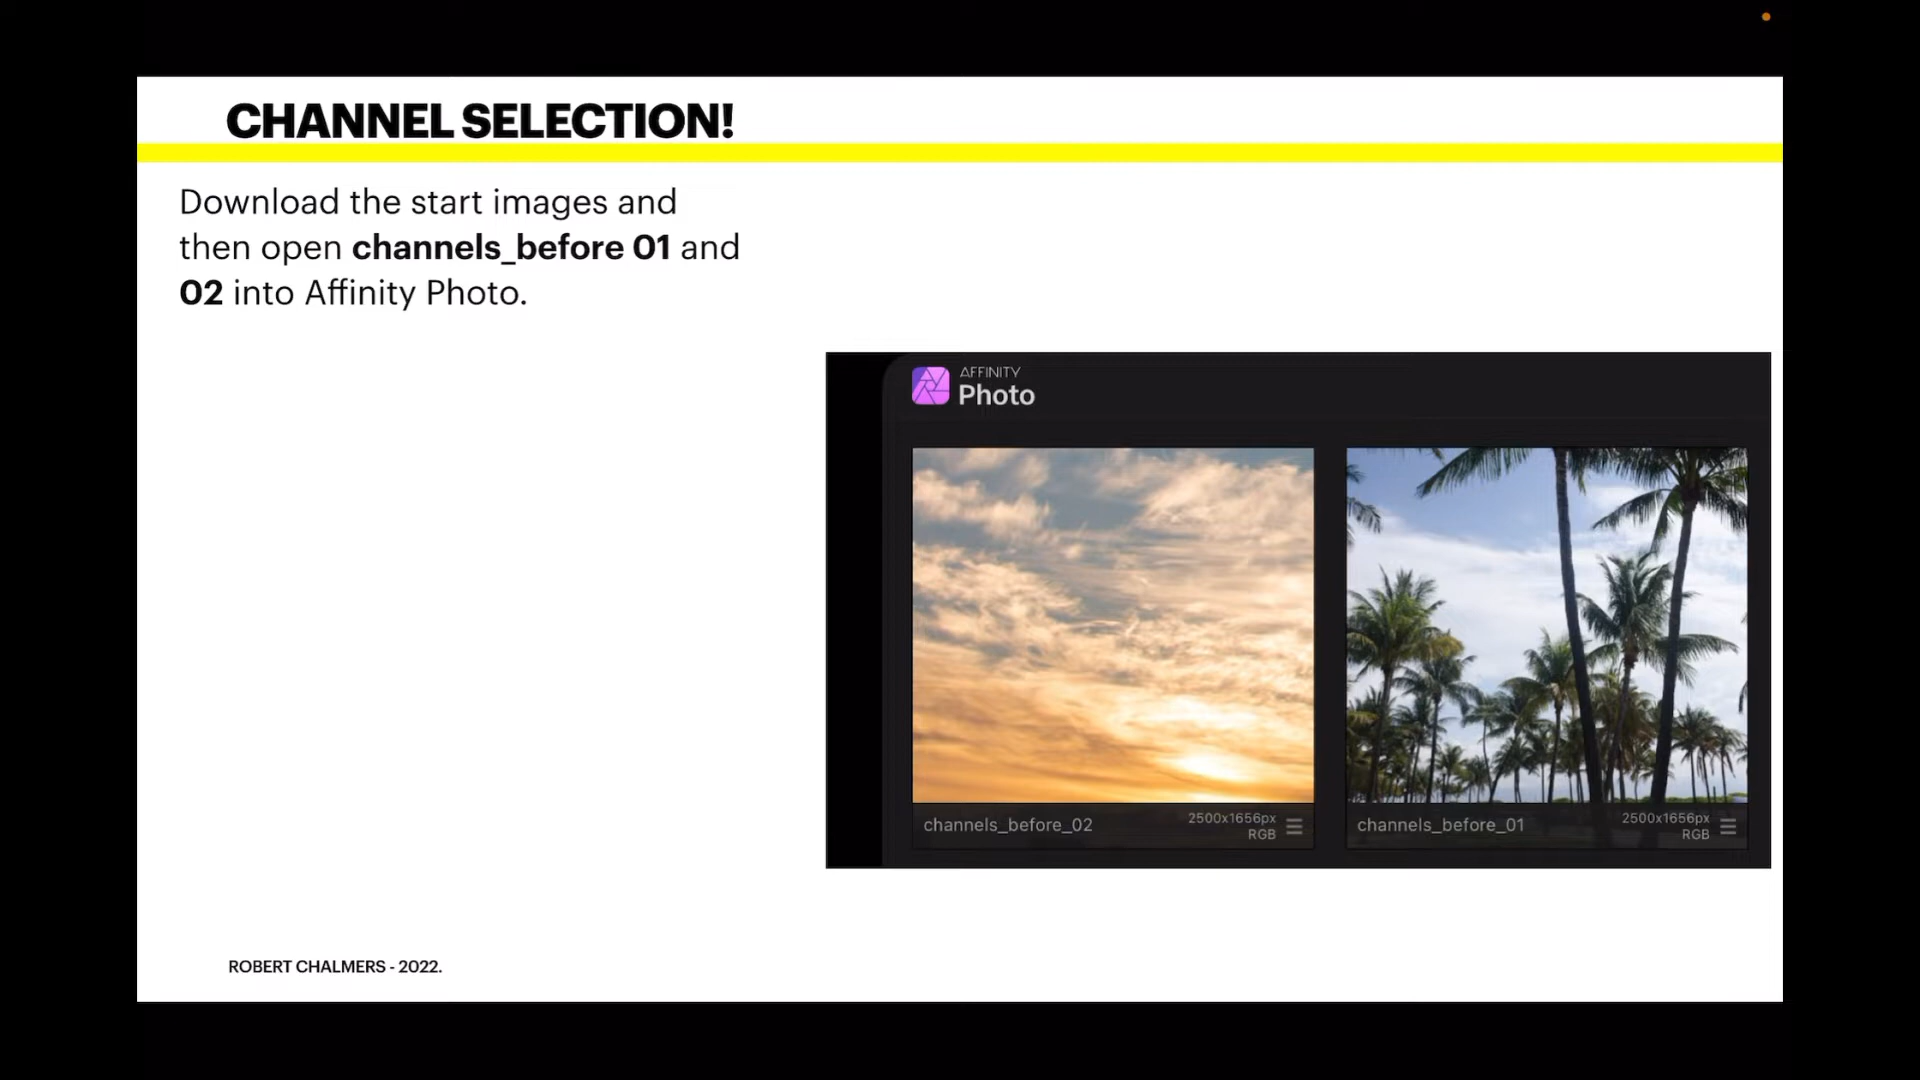 CHANNEL SELECTION!
Download the start images and
then open channels_before 01 and
02 into Affinity Photo.
AFFINITY
Photo
channels_before_02
2500x1656px
RGB
channels_before_01
2500x1656px
RGB
ROBERT CHALMERS - 2022.